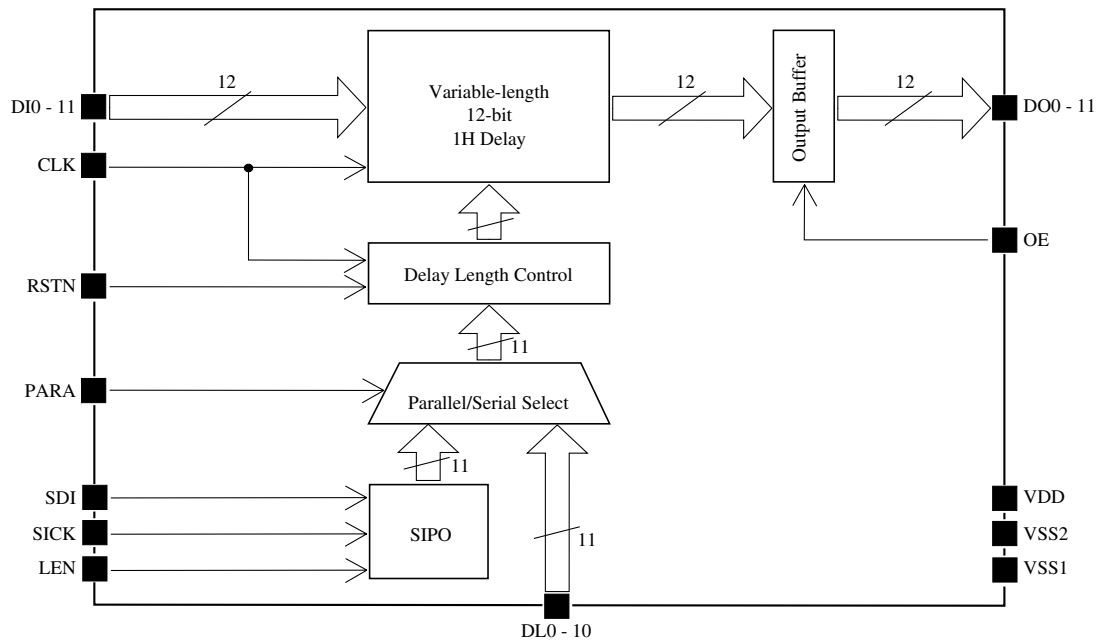 12
12
12
DI0 - 11
Variable-length
12-bit
1H Delay
Output Buffer
DO0 - 11
CLK
OE
RSTN
Delay Length Control
11
PARA
Parallel/Serial Select
11
SDI
VDD
SICK
SIPO
11
VSS2
LEN
VSS1
DL0 - 10